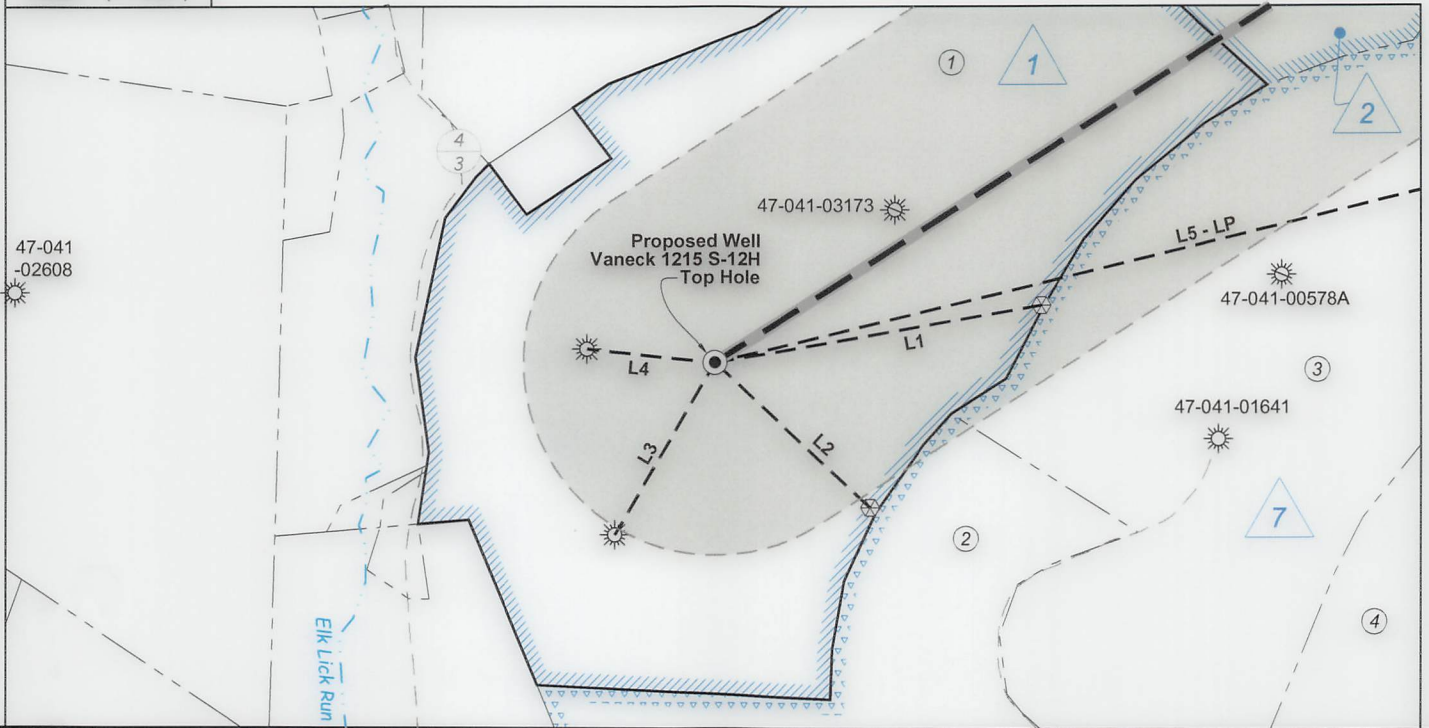 1
1
2
4
3
47-041-03173
L5 - LP
47-041
-02608
Proposed Well
Vaneck 1215 S-12H
Top Hole
47-041-00578A
L1
L4
3
47-041-01641
L3
L2
7
2
4
Elk Lick Run